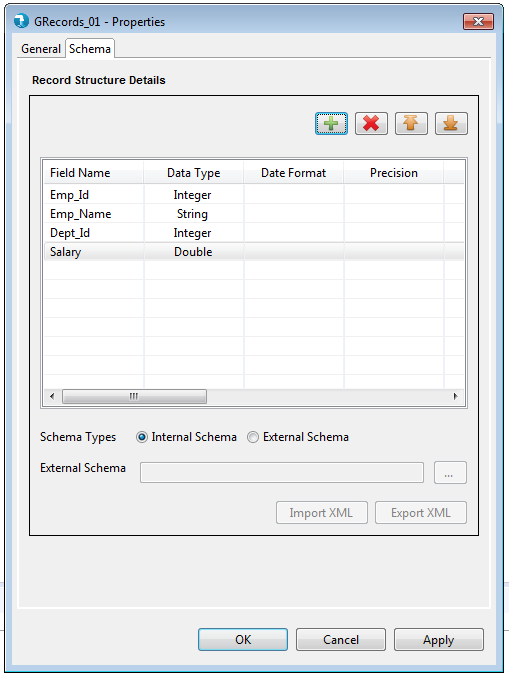 GRecords_01 - Properties
General Schema
Record Structure Details
Field Name Data Type Date Format Precision
Emp_Id Integer
Emp_Name String
Dept_Id Integer
Salary Double
Schema Types Internal Schema External Schema
External Schema ...
Import XML Export XML
OK Cancel Apply